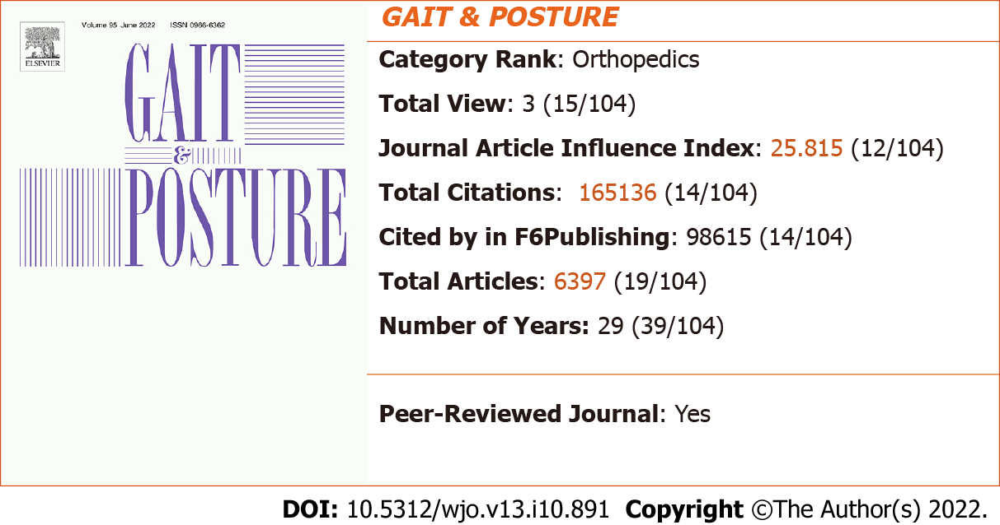 Volume 95 June 2022 ISSN 0966-6362
ELSEVIER
GAIT
&
POSTURE
GAIT & POSTURE
Category Rank: Orthopedics
Total View: 3 (15/104)
Journal Article Influence Index: 25.815 (12/104)
Total Citations: 165136 (14/104)
Cited by in F6Publishing: 98615 (14/104)
Total Articles: 6397 (19/104)
Number of Years: 29 (39/104)
Peer-Reviewed Journal: Yes
DOI: 10.5312/wjo.v13.i10.891 Copyright ©The Author(s) 2022.